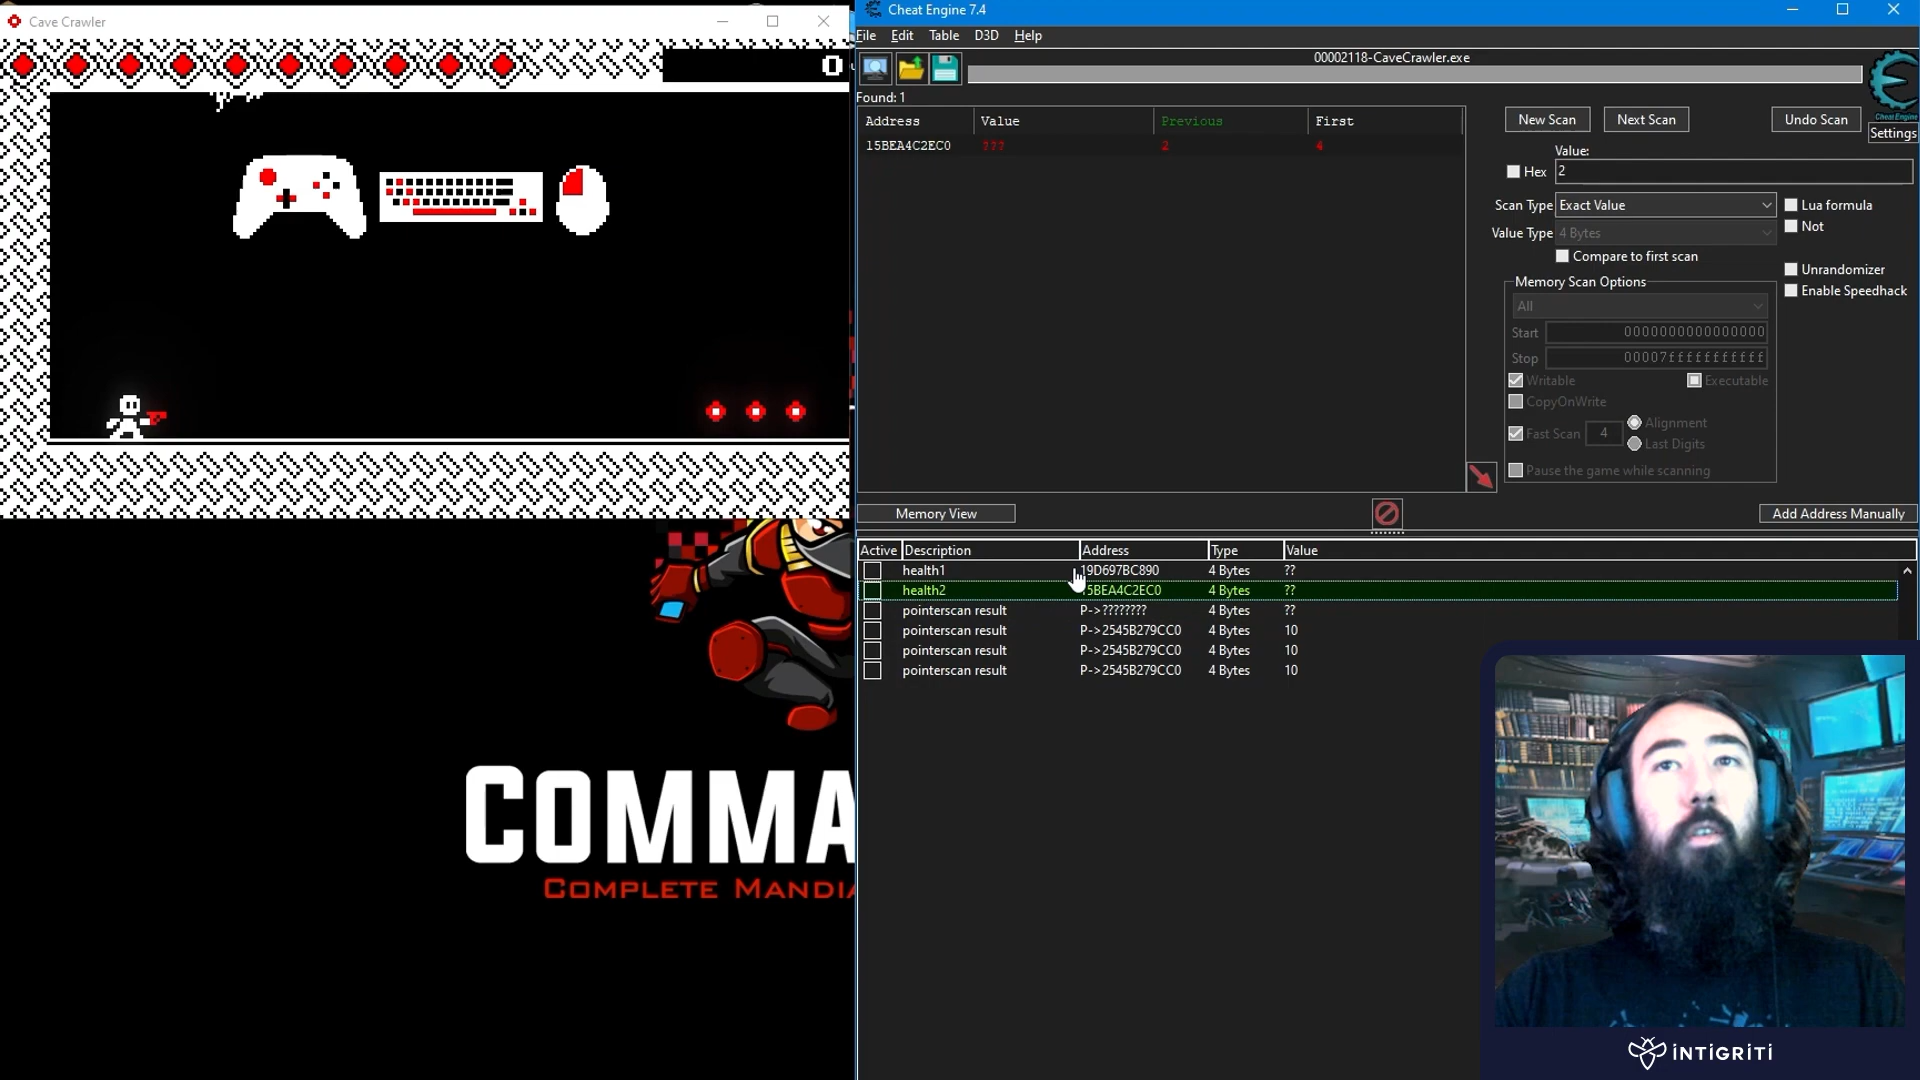 Cave Crawler
0
Cheat Engine 7.4
File Edit Table D3D Help
00002118-CaveCrawler.exe
Found: 1
Address Value Previous First
15BEA4C2EC0 ??? 2 4
New Scan Next Scan Undo Scan
Cheat Engine
Settings
Value:
Hex 2
Scan Type Exact Value
Lua formula
Not
Value Type 4 Bytes
Compare to first scan
Unrandomizer
Enable Speedhack
Memory Scan Options
All
Start 0000000000000000
Stop 00007fffffffffff
Writable Executable
CopyOnWrite
Fast Scan 4 Alignment
Last Digits
Pause the game while scanning
Memory View Add Address Manually
Active Description Address Type Value
health1 19D697BC890 4 Bytes ??
health2 5BEA4C2EC0 4 Bytes ??
pointerscan result P->???????? 4 Bytes ??
pointerscan result P->2545B279CC0 4 Bytes 10
pointerscan result P->2545B279CC0 4 Bytes 10
pointerscan result P->2545B279CC0 4 Bytes 10
COMMA
COMPLETE MANDIA
INTIGRITI